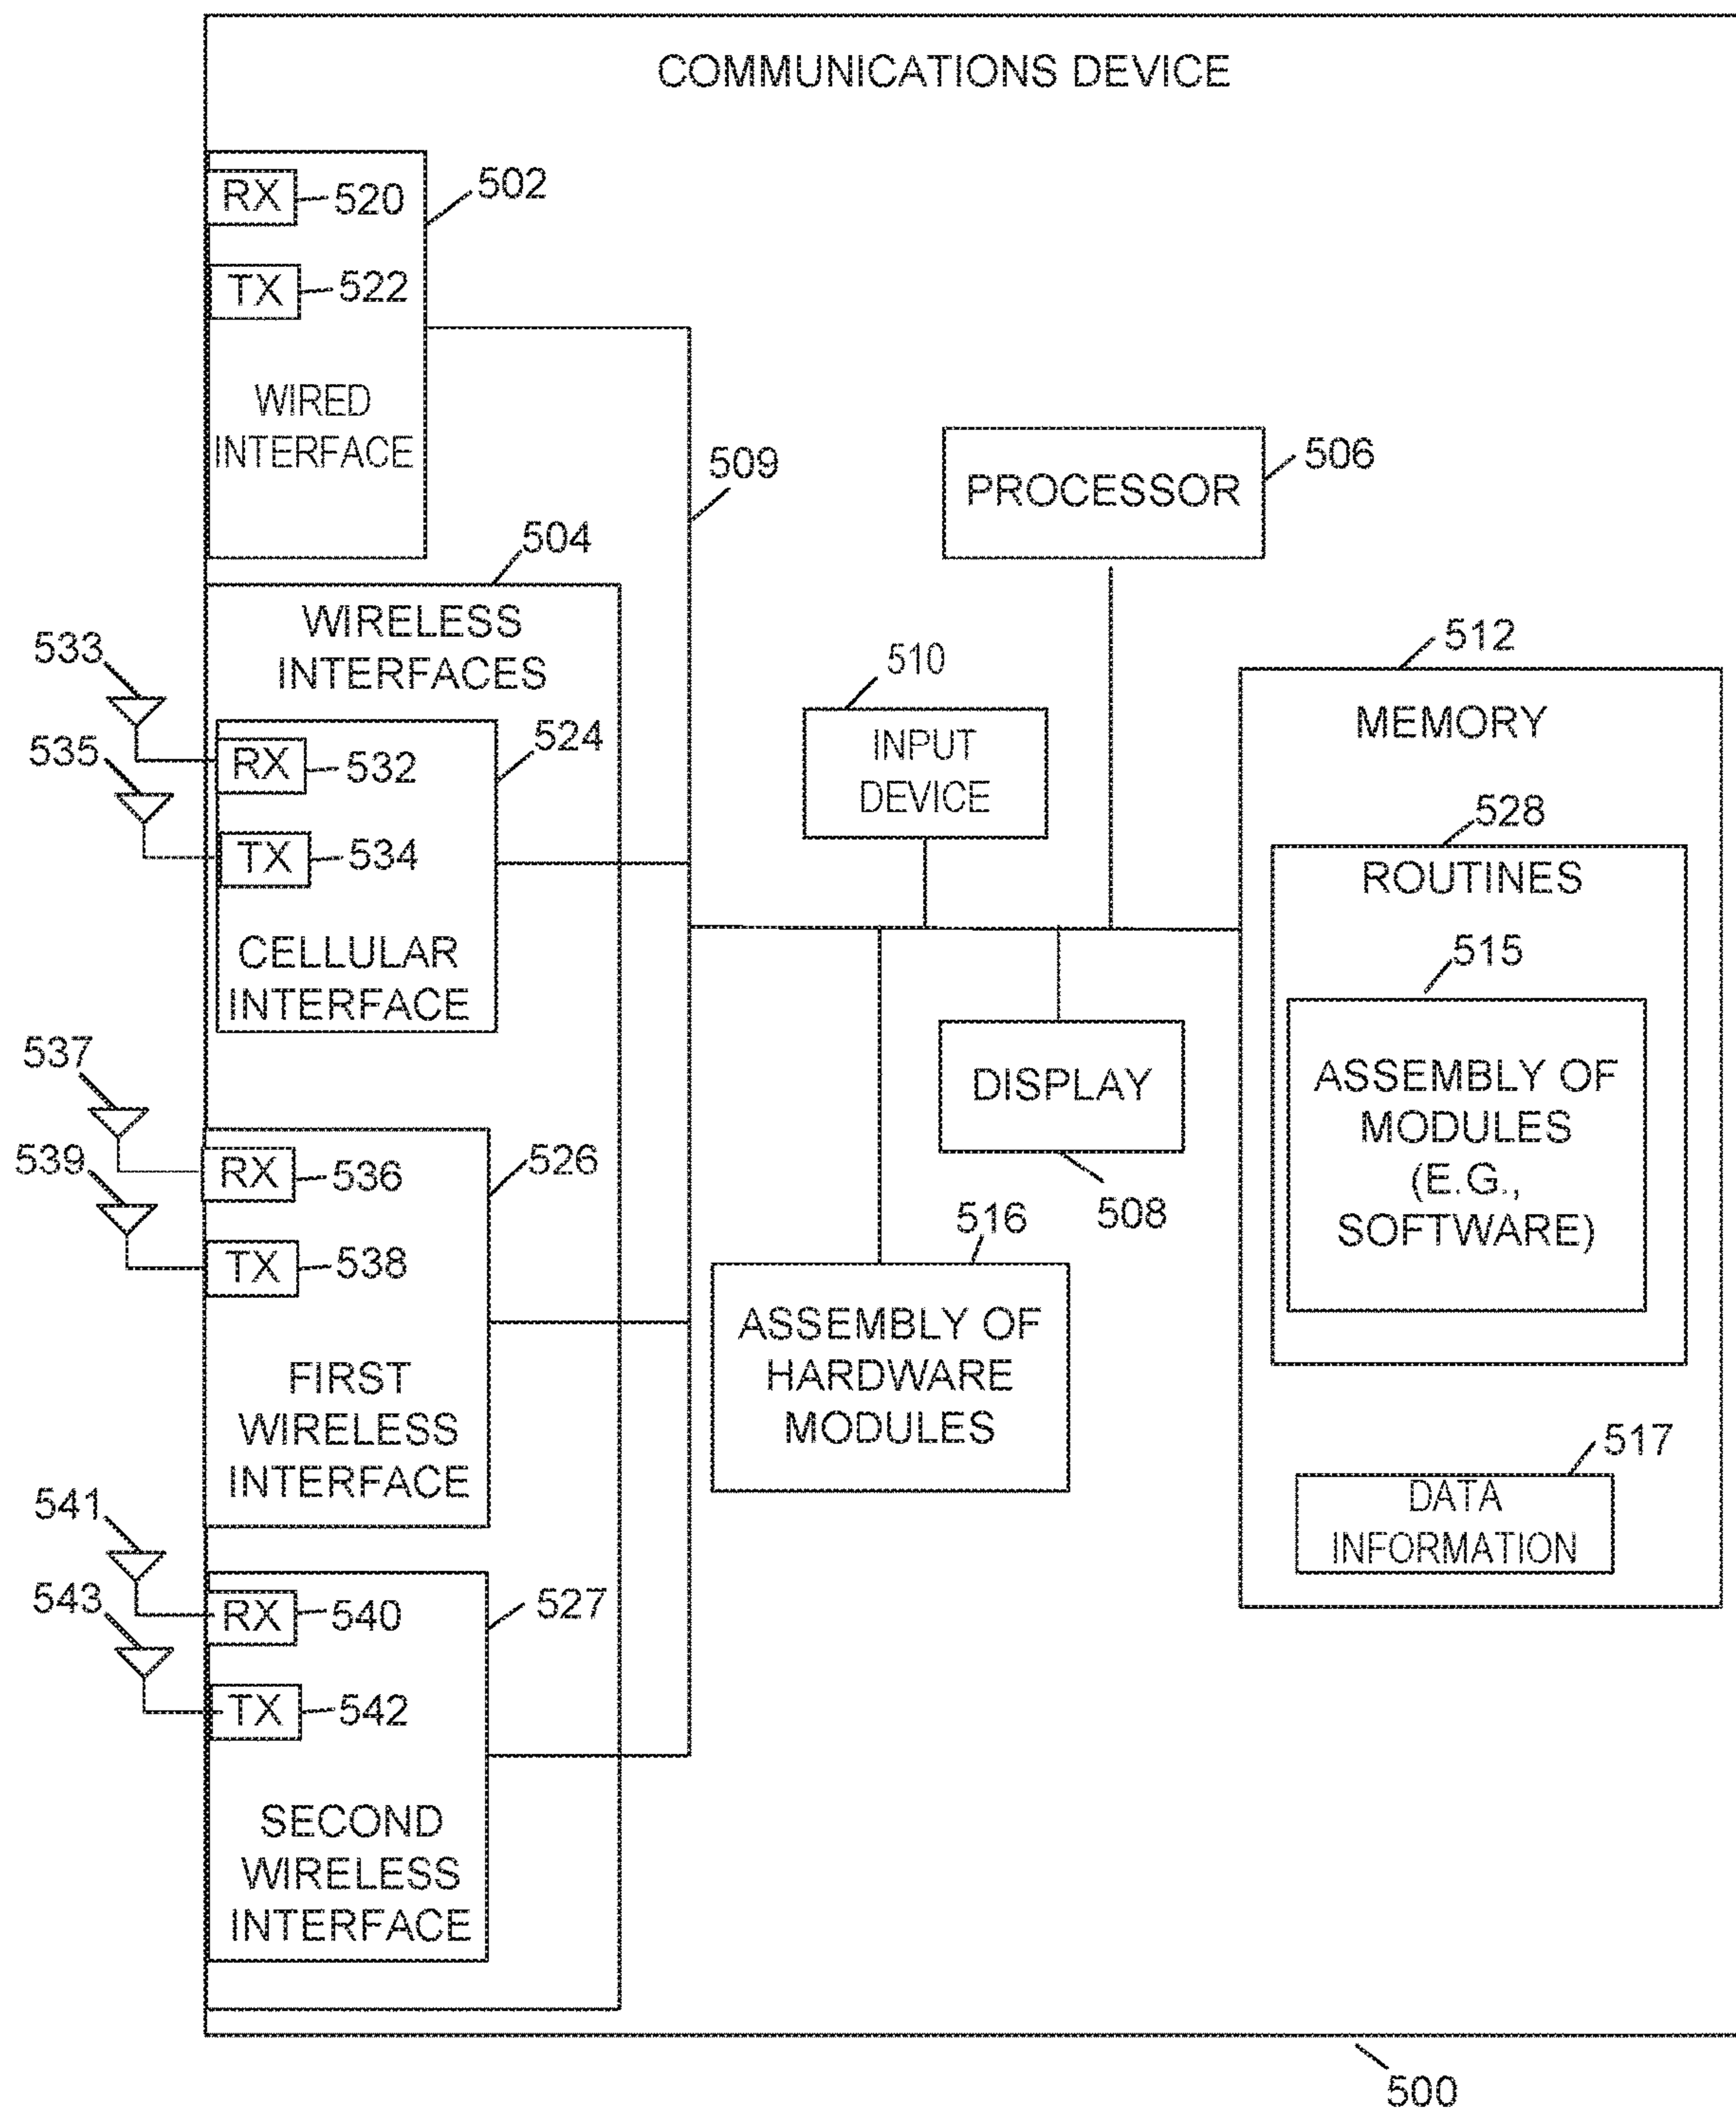 COMMUNICATIONS DEVICE
RX
520
502
TX
522
WIRED
INTERFACE
509
PROCESSOR
506
504
WIRELESS
INTERFACES
533
535
RX
532
524
TX
534
CELLULAR
INTERFACE
510
INPUT
DEVICE
512
MEMORY
528
ROUTINES
515
ASSEMBLY OF
MODULES
(E.G.,
SOFTWARE)
DISPLAY
508
537
539
RX
536
526
TX
538
FIRST
WIRELESS
INTERFACE
516
ASSEMBLY OF
HARDWARE
MODULES
517
DATA
INFORMATION
541
543
RX
540
527
TX
542
SECOND
WIRELESS
INTERFACE
500